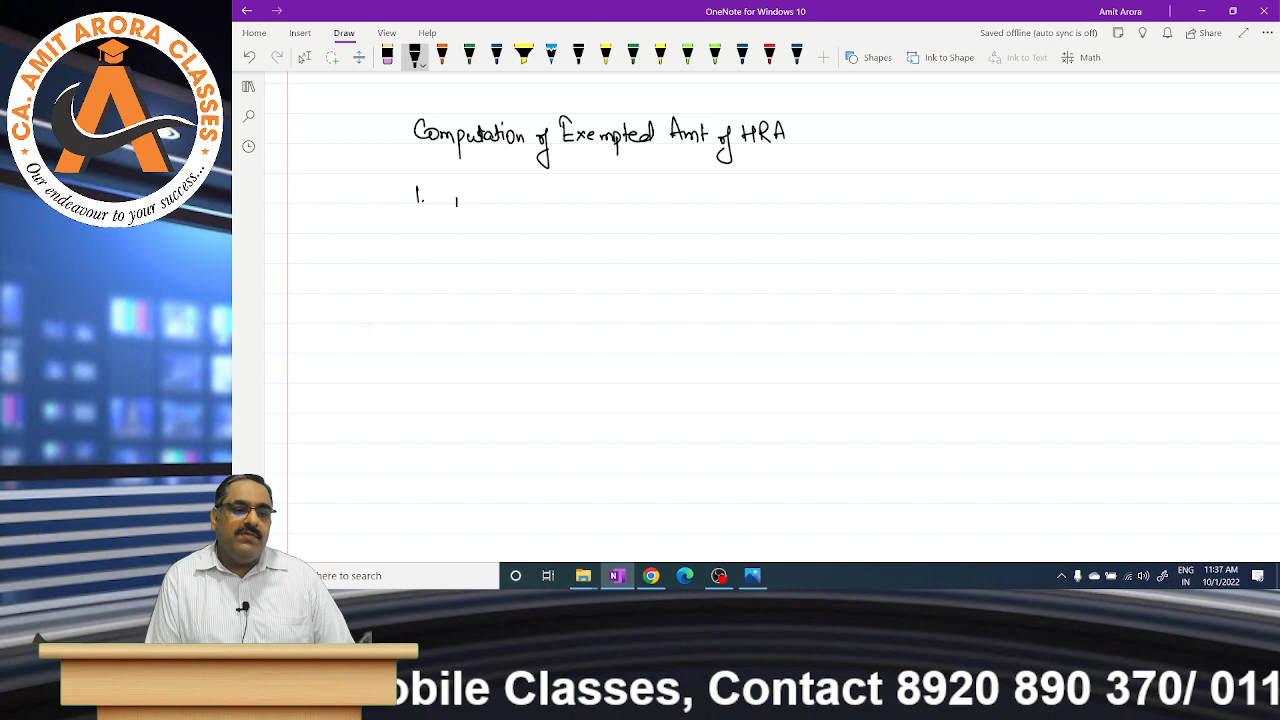 CA. AMIT ARORA CLASSES
Our endeavour to your success...
OneNote for Windows 10
Amit Arora
Home Insert Draw View Help
Saved offline (auto sync is off)
Share
Shapes
Ink to Shape
Ink to Text
Math
Computation of Exempted Amt of HRA
1.
here to search
ENG
IN
11:37 AM
10/1/2022
obile Classes, Contact 8920 890 370/ 011